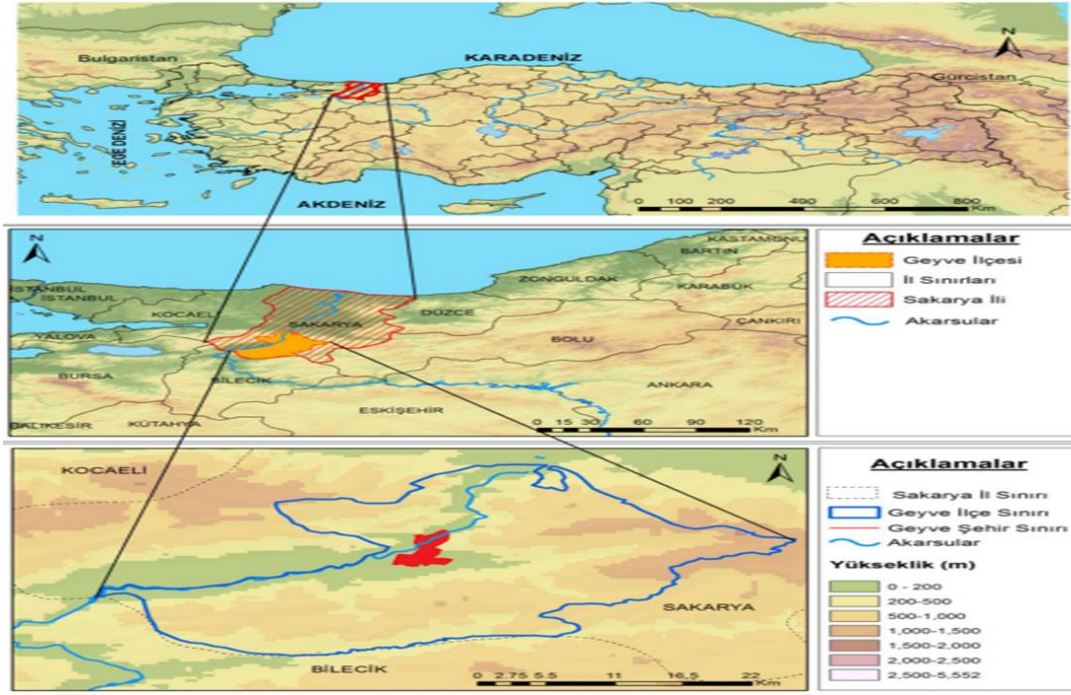 Bulgaristan
KARADENİZ
N
Gürcistan
EGE DENİZİ
AKDENİZ
0 100 200 400 600 800
Km
N
KASTAMONU
BARTIN
ZONGULDAK
KARABÜK
İSTANBUL
İSTANBUL
KOCAELİ
SAKARYA
DÜZCE
ÇANKIRI
YALOVA
BOLU
BURSA
BİLECİK
ANKARA
ESKİŞEHİR
BALIKESİR
KÜTAHYA
0 15 30 60 90 120
Km
Açıklamalar
Geyve İlçesi
İl Sınırları
Sakarya İli
Akarsular
KOCAELİ
N
SAKARYA
BİLECİK
0 2.75 5.5 11 16.5 22
Km
Açıklamalar
Sakarya İl Sınırı
Geyve İlçe Sınırı
Geyve Şehir Sınırı
Akarsular
Yükseklik (m)
0 - 200
200-500
500-1,000
1,000-1,500
1,500-2,000
2,000-2,500
2,500-5,552